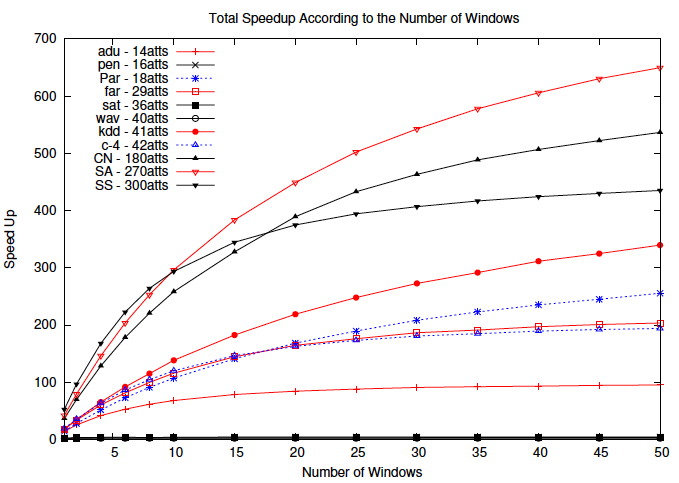 Total Speedup According to the Number of Windows
Speed Up
700
600
500
400
300
200
100
0
adu - 14atts
pen - 16atts
Par - 18atts
far - 29atts
sat - 36atts
wav - 40atts
kdd - 41atts
c-4 - 42atts
CN - 180atts
SA - 270atts
SS - 300atts
5 10 15 20 25 30 35 40 45 50
Number of Windows